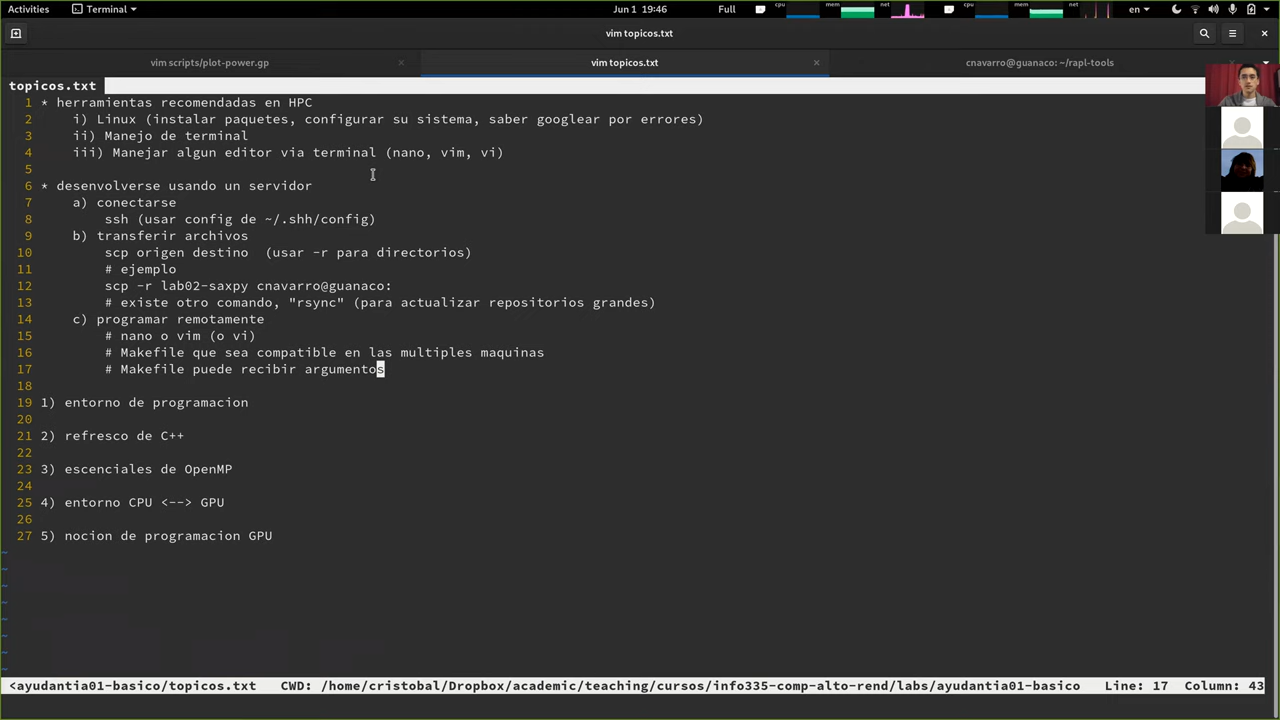 Activities Terminal Jun 1 19:46 Full cpu mem net cpu mem net en
vim topicos.txt
vim scripts/plot-power.gp vim topicos.txt cnavarro@guanaco: ~/rapl-tools
topicos.txt
1 * herramientas recomendadas en HPC
2 i) Linux (instalar paquetes, configurar su sistema, saber googlear por errores)
3 ii) Manejo de terminal
4 iii) Manejar algun editor via terminal (nano, vim, vi)
5
6 * desenvolverse usando un servidor
7 a) conectarse
8 ssh (usar config de ~/.shh/config)
9 b) transferir archivos
10 scp origen destino (usar -r para directorios)
11 # ejemplo
12 scp -r lab02-saxpy cnavarro@guanaco:
13 # existe otro comando, "rsync" (para actualizar repositorios grandes)
14 c) programar remotamente
15 # nano o vim (o vi)
16 # Makefile que sea compatible en las multiples maquinas
17 # Makefile puede recibir argumentos
18
19 1) entorno de programacion
20
21 2) refresco de C++
22
23 3) escenciales de OpenMP
24
25 4) entorno CPU <--> GPU
26
27 5) nocion de programacion GPU
~
~
~
~
~
~
~
~
<ayudantia01-basico/topicos.txt CWD: /home/cristobal/Dropbox/academic/teaching/cursos/info335-comp-alto-rend/labs/ayudantia01-basico Line: 17 Column: 43